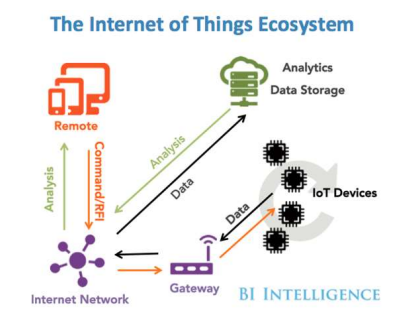 The Internet of Things Ecosystem
Analytics
Data Storage
Remote
Analysis
Command/RFI
Analysis
Data
IoT Devices
Data
Internet Network
Gateway
BI INTELLIGENCE